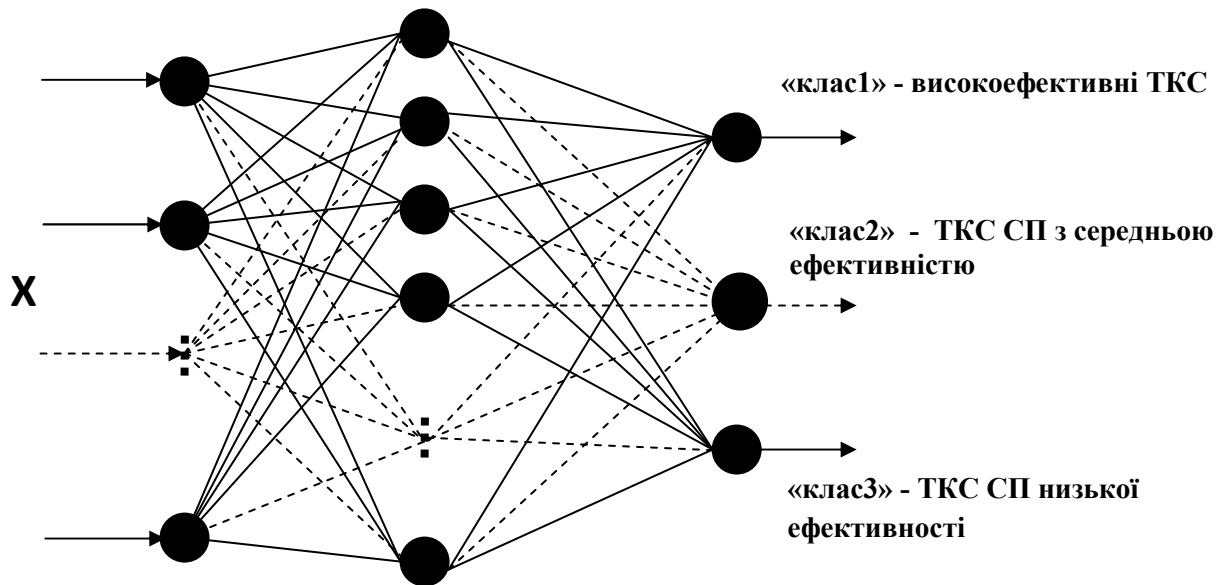 «клас1» - високоефективні ТКС
«клас2» - ТКС СП з середньою
ефективністю
X
«клас3» - ТКС СП низької
ефективності